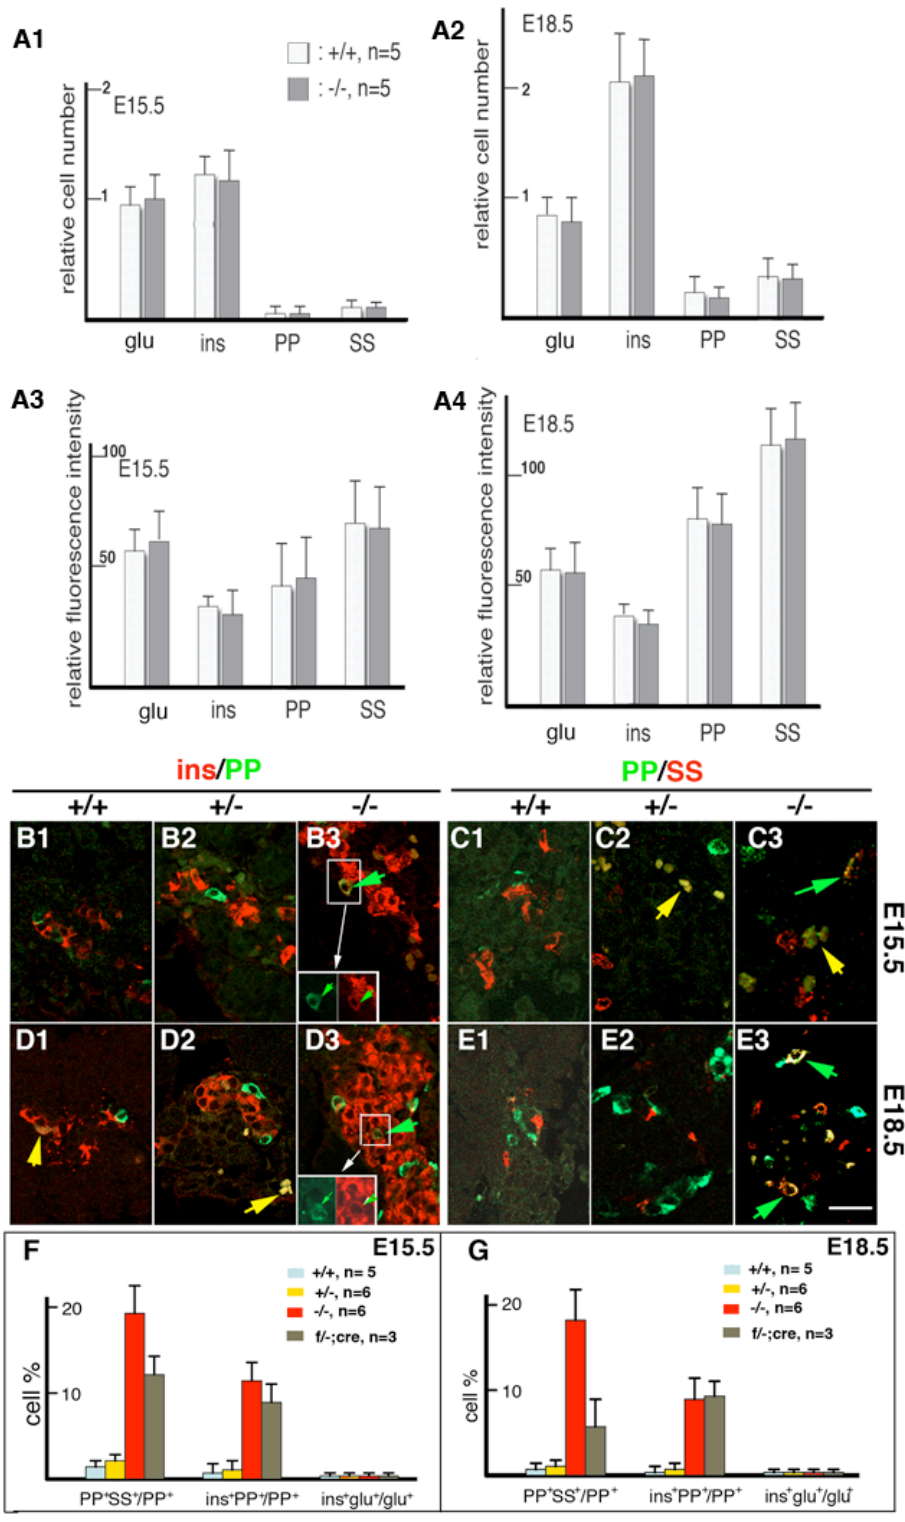 A1
: +/+, n=5
: -/-, n=5
relative cell number
2
E15.5
1
glu ins PP SS
A2
E18.5
relative cell number
2
1
glu ins PP SS
A3
relative fluorescence intensity
100
E15.5
50
glu ins PP SS
A4
relative fluorescence intensity
E18.5
100
50
glu ins PP SS
ins/PP
+/+ +/- -/-
PP/SS
+/+ +/- -/-
B1 B2 B3 C1 C2 C3
E15.5
D1 D2 D3 E1 E2 E3
E18.5
F E15.5
+/+, n= 5
+/-, n=6
-/-, n=6
f/-;cre, n=3
cell %
20
10
PP⁺SS⁺/PP⁺ ins⁺PP⁺/PP⁺ ins⁺glu⁺/glu⁺
G E18.5
+/+, n= 5
+/-, n=6
-/-, n=6
f/-;cre, n=3
cell %
20
10
PP⁺SS⁺/PP⁺ ins⁺PP⁺/PP⁺ ins⁺glu⁺/glu⁺